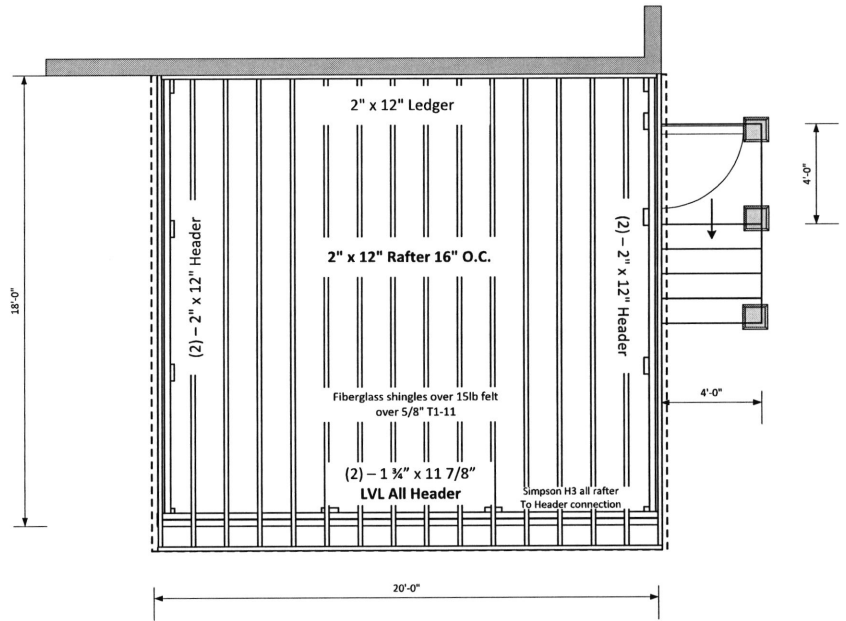 2" x 12" Ledger
4'-0"
(2) – 2" x 12" Header
2" x 12" Rafter 16" O.C.
(2) – 2" x 12" Header
18'-0"
Fiberglass shingles over 15lb felt
over 5/8" T1-11
4'-0"
(2) – 1 ¾” x 11 7/8”
LVL All Header
Simpson H3 all rafter
To Header connection
20'-0"